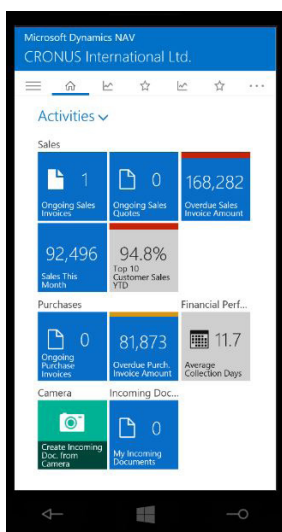 Microsoft Dynamics NAV
CRONUS International Ltd.
Activities
Sales
1
Ongoing Sales
Invoices
0
Ongoing Sales
Quotes
168,282
Overdue Sales
Invoice Amount
92,496
Sales This
Month
94.8%
Top 10
Customer Sales
YTD
Purchases
Financial Perf...
0
Ongoing
Purchase
Invoices
81,873
Overdue Purch.
Invoice Amount
11.7
Average
Collection Days
Camera
Incoming Doc...
Create Incoming
Doc. from
Camera
0
My Incoming
Documents